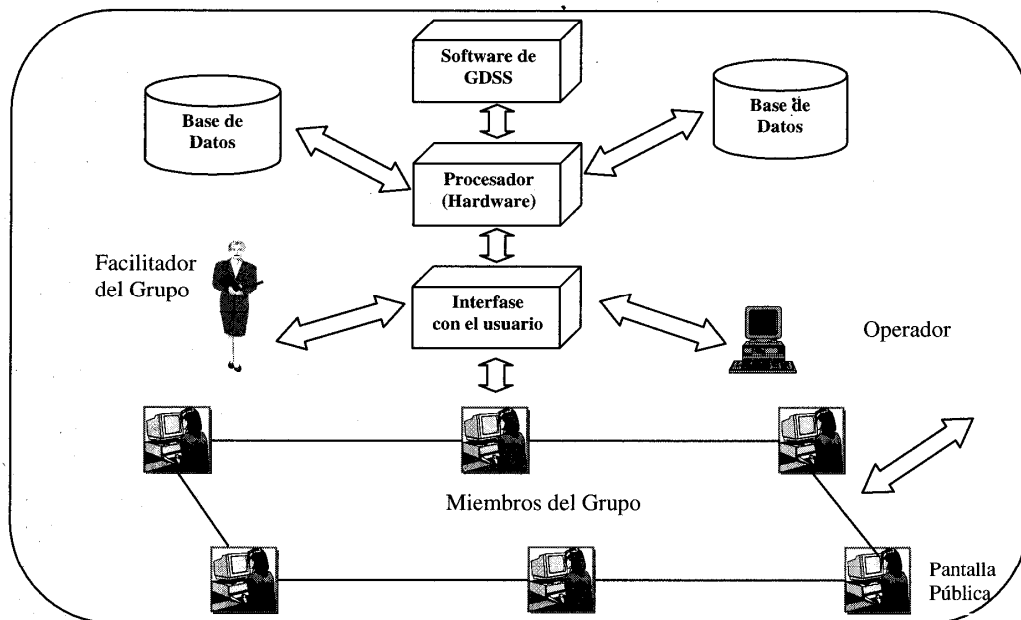 Software de
GDSS
Base de
Datos
Base de
Datos
Procesador
(Hardware)
Facilitador
del Grupo
Interfase
con el usuario
Operador
Miembros del Grupo
Pantalla
Pública